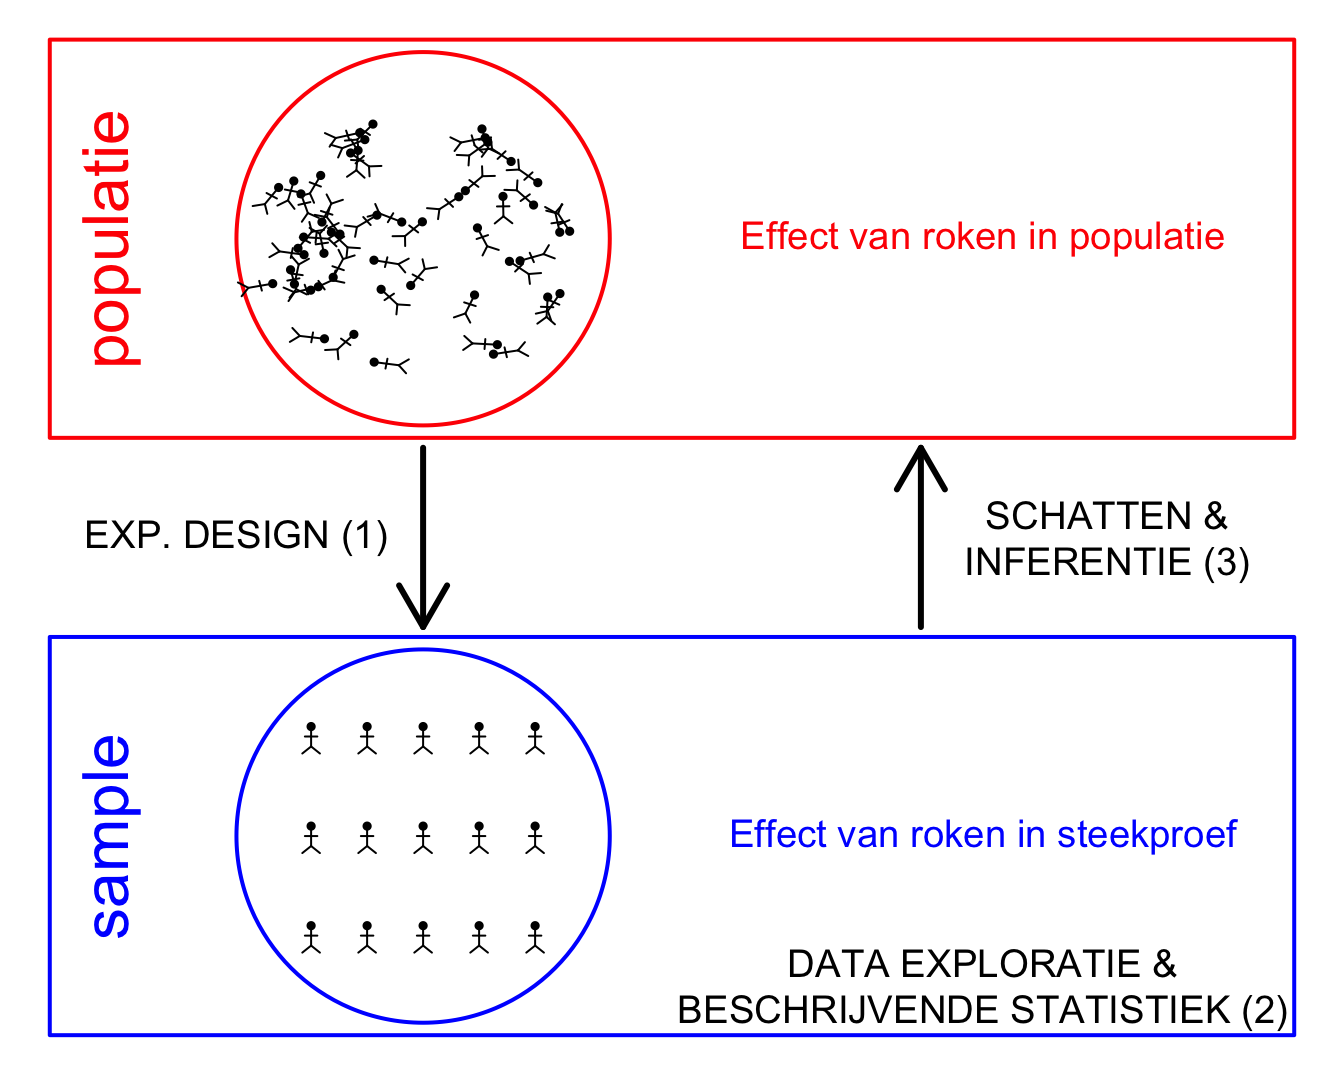 populatie
Effect van roken in populatie
EXP. DESIGN (1)
SCHATTEN &
INFERENTIE (3)
sample
Effect van roken in steekproef
DATA EXPLORATIE &
BESCHRIJVENDE STATISTIEK (2)